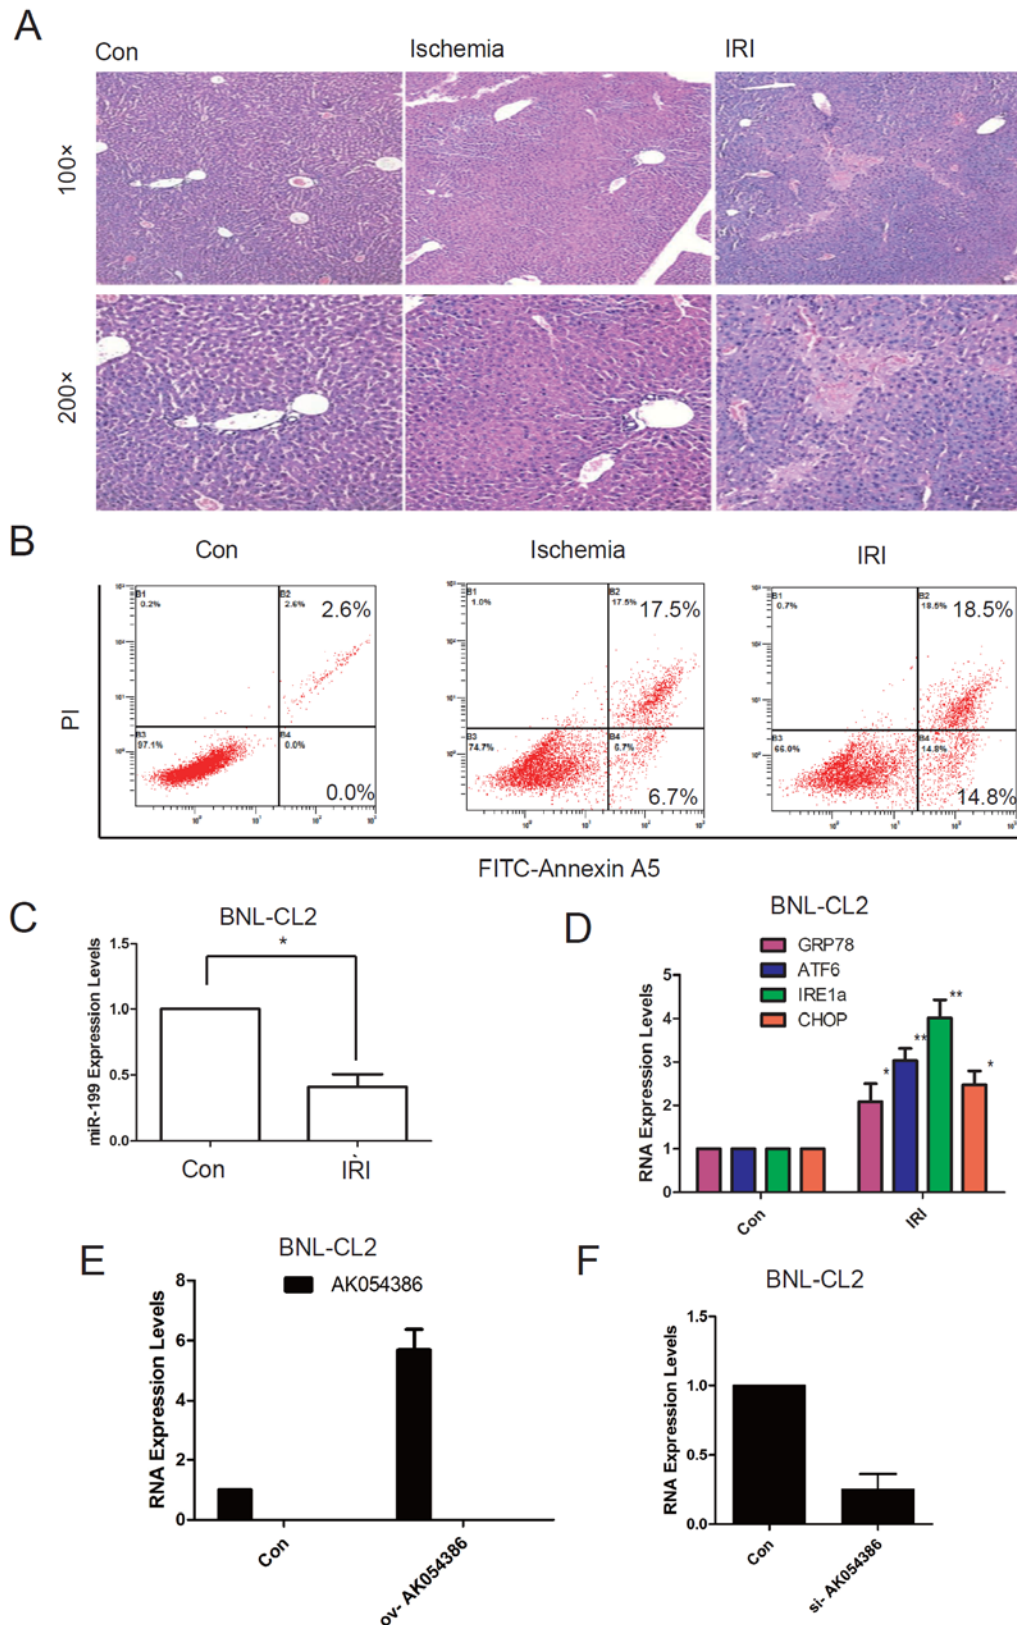 A
Con
Ischemia
IRI
100×
200×
B
Con
Ischemia
IRI
B1
0.2%
B2
2.6%
2.6%
B3
97.1%
B4
0.0%
0.0%
B1
1.0%
B2
17.5%
17.5%
B3
74.7%
6.7%
6.7%
B1
0.7%
B2
18.5%
18.5%
B3
66.0%
B4
14.8%
14.8%
PI
FITC-Annexin A5
C
BNL-CL2
*
miR-199 Expression Levels
1.5
1.0
0.5
0.0
Con
IRI
D
BNL-CL2
GRP78
ATF6
IRE1a
CHOP
RNA Expression Levels
5
4
3
2
1
0
*
**
**
*
Con
IRI
E
BNL-CL2
AK054386
RNA Expression Levels
8
6
4
2
0
Con
ov- AK054386
F
BNL-CL2
RNA Expression Levels
1.5
1.0
0.5
0.0
Con
si- AK054386